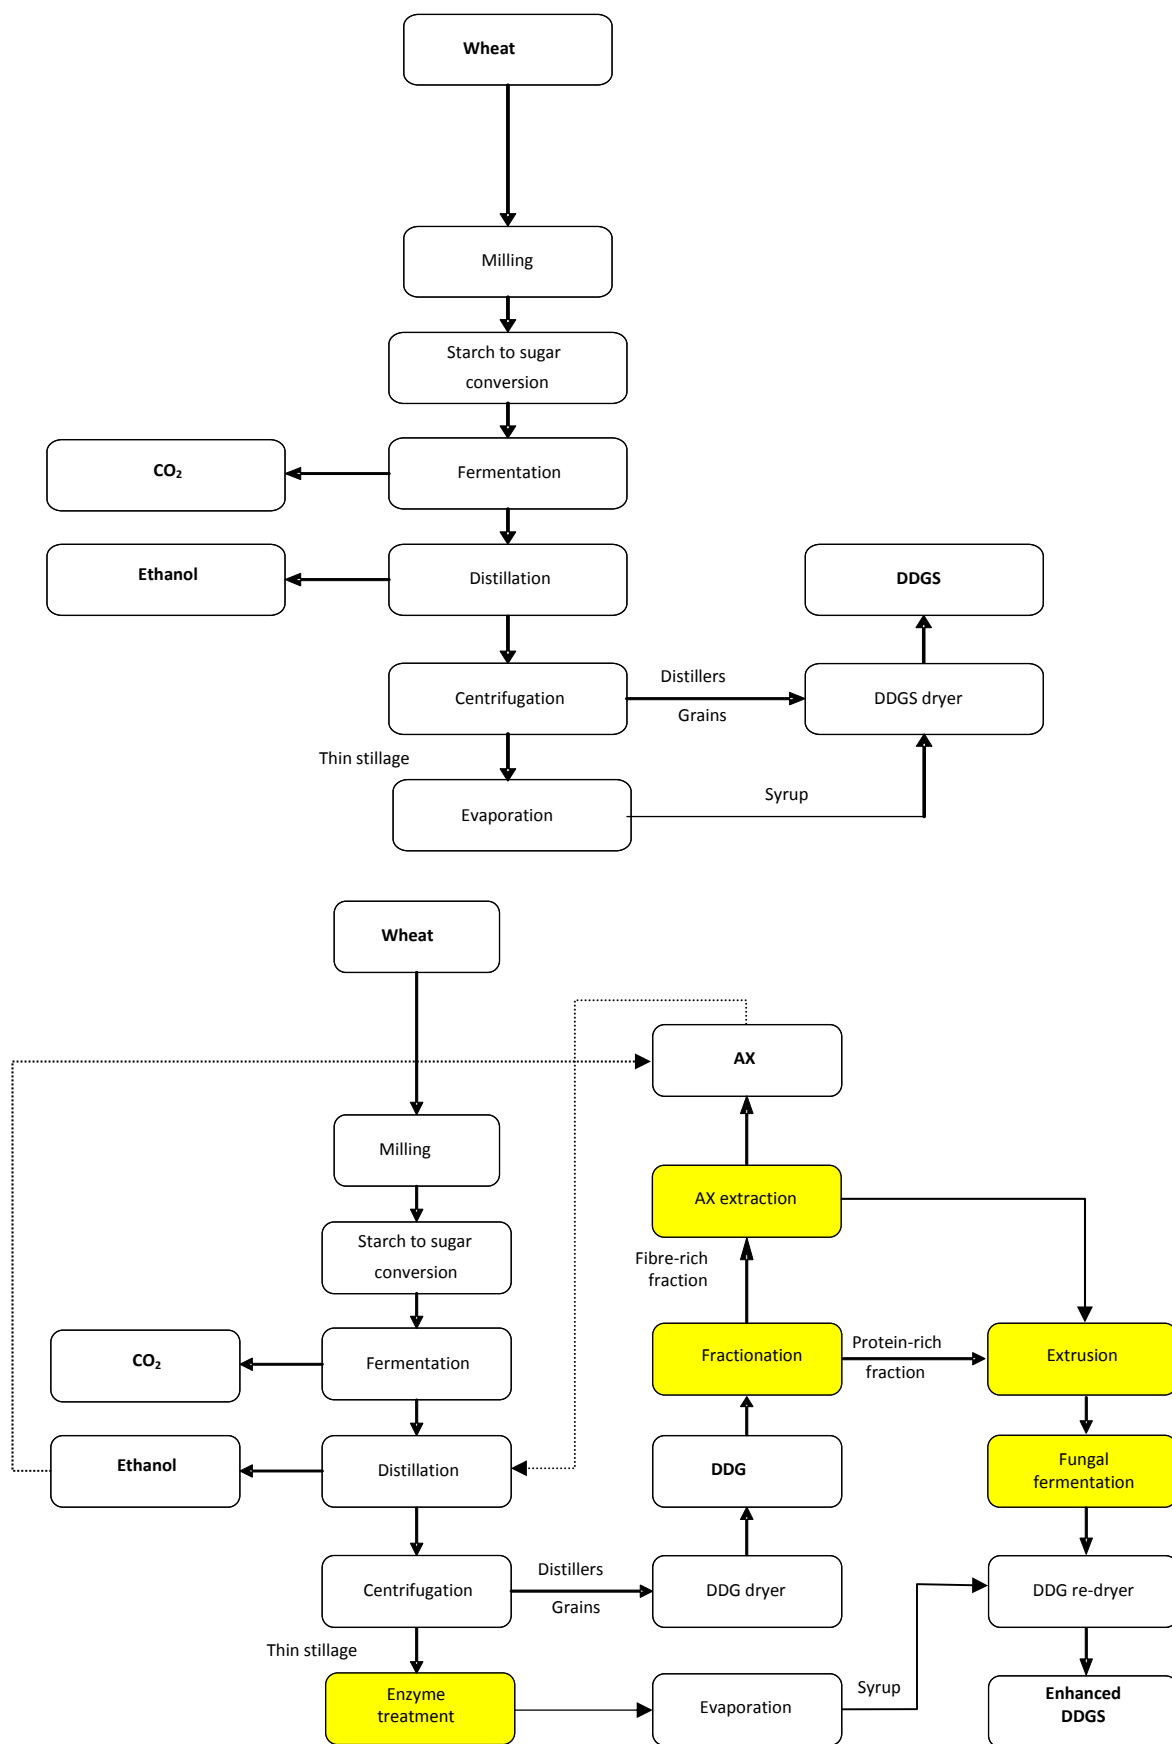 Wheat
Milling
Starch to sugar
conversion
CO₂
Fermentation
Ethanol
Distillation
DDGS
Centrifugation
Distillers
Grains
DDGS dryer
Thin stillage
Evaporation
Syrup
Wheat
AX
Milling
AX extraction
Starch to sugar
conversion
Fibre-rich
fraction
CO₂
Fermentation
Fractionation
Protein-rich
fraction
Extrusion
Ethanol
Distillation
DDG
Fungal
fermentation
Centrifugation
Distillers
Grains
DDG dryer
DDG re-dryer
Thin stillage
Enzyme
treatment
Evaporation
Syrup
Enhanced
DDGS